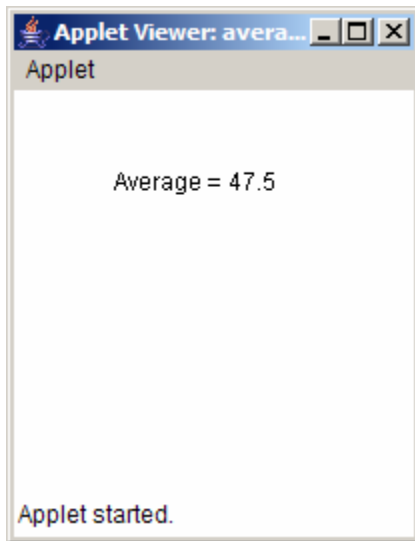 Applet Viewer: avera...
Applet
Average = 47.5
Applet started.